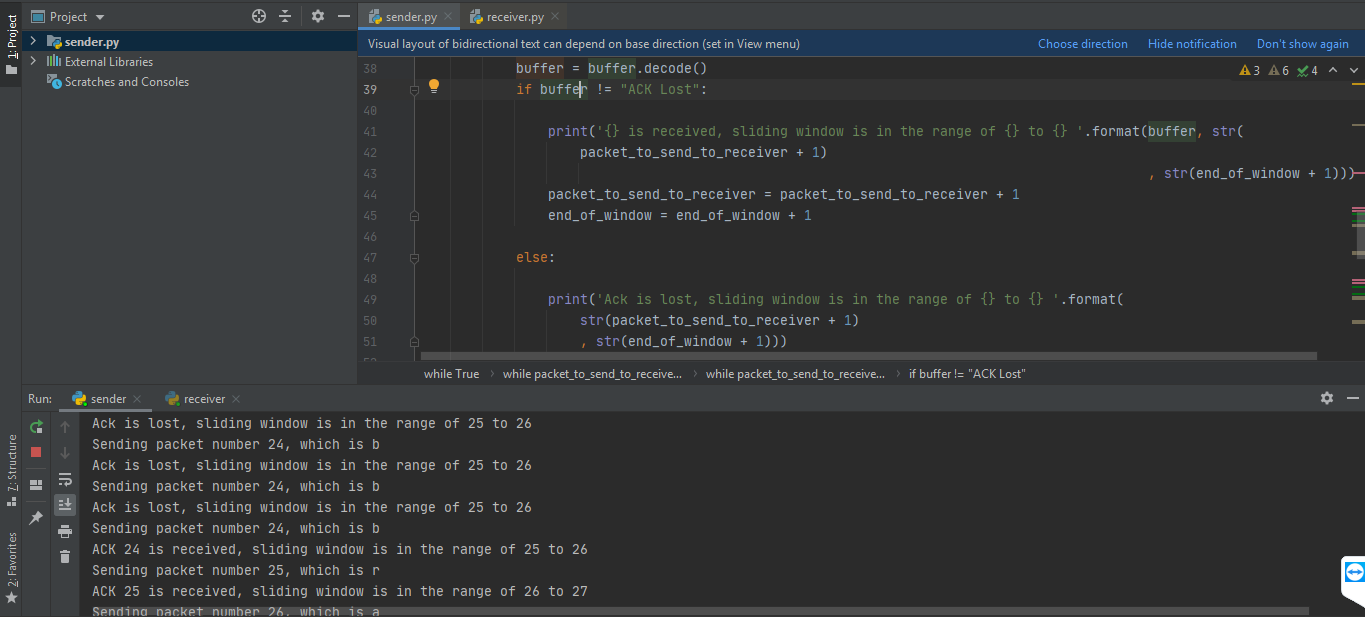 Project
sender.py
receiver.py
1: Project
sender.py
External Libraries
Scratches and Consoles
Visual layout of bidirectional text can depend on base direction (set in View menu)
Choose direction
Hide notification
Don't show again
3 6 4
38 buffer = buffer.decode()
39 if buffer != "ACK Lost":
40
41 print('{} is received, sliding window is in the range of {} to {} '.format(buffer, str(
42 packet_to_send_to_receiver + 1)
43 , str(end_of_window + 1)))
44 packet_to_send_to_receiver = packet_to_send_to_receiver + 1
45 end_of_window = end_of_window + 1
46
47 else:
48
49 print('Ack is lost, sliding window is in the range of {} to {} '.format(
50 str(packet_to_send_to_receiver + 1)
51 , str(end_of_window + 1)))
while True
while packet_to_send_to_receive...
while packet_to_send_to_receive...
if buffer != "ACK Lost"
Run:
sender
receiver
7: Structure
2: Favorites
Ack is lost, sliding window is in the range of 25 to 26
Sending packet number 24, which is b
Ack is lost, sliding window is in the range of 25 to 26
Sending packet number 24, which is b
Ack is lost, sliding window is in the range of 25 to 26
Sending packet number 24, which is b
ACK 24 is received, sliding window is in the range of 25 to 26
Sending packet number 25, which is r
ACK 25 is received, sliding window is in the range of 26 to 27
Sending packet number 26, which is a